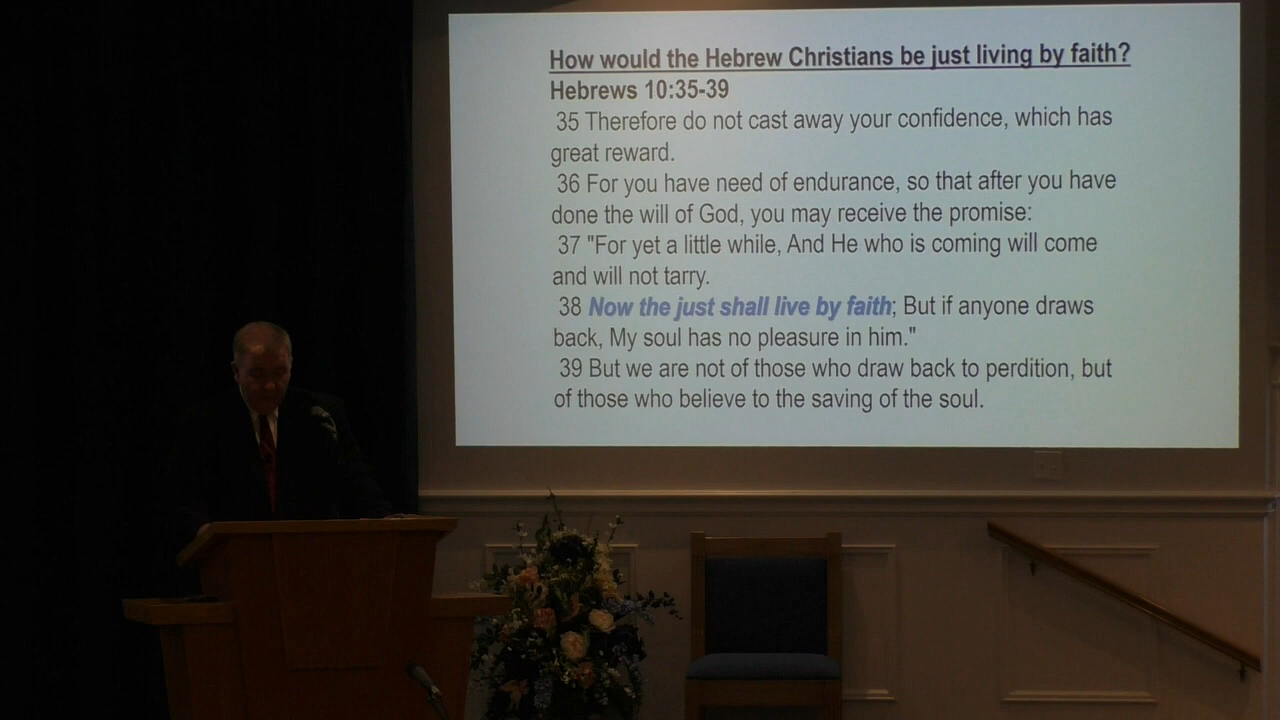 How would the Hebrew Christians be just living by faith?
Hebrews 10:35-39
35 Therefore do not cast away your confidence, which has
great reward.
36 For you have need of endurance, so that after you have
done the will of God, you may receive the promise:
37 "For yet a little while, And He who is coming will come
and will not tarry.
38 Now the just shall live by faith; But if anyone draws
back, My soul has no pleasure in him."
39 But we are not of those who draw back to perdition, but
of those who believe to the saving of the soul.